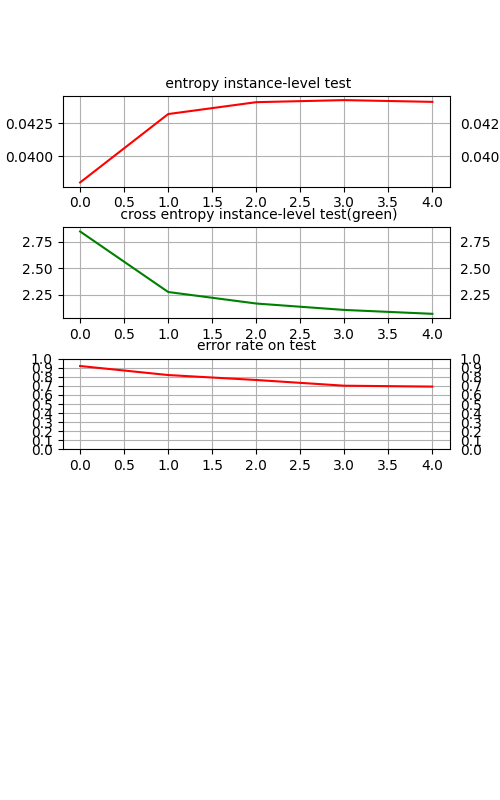 entropy instance-level test
0.0425 0.042
0.0400 0.040
0.0 0.5 1.0 1.5 2.0 2.5 3.0 3.5 4.0
cross entropy instance-level test(green)
2.75 2.75
2.50 2.50
2.25 2.25
0.0 0.5 1.0 1.5 2.0 2.5 3.0 3.5 4.0
error rate on test
1.0 1.0
0.9 0.9
0.8 0.8
0.7 0.7
0.6 0.6
0.5 0.5
0.4 0.4
0.3 0.3
0.2 0.2
0.1 0.1
0.0 0.0
0.0 0.5 1.0 1.5 2.0 2.5 3.0 3.5 4.0